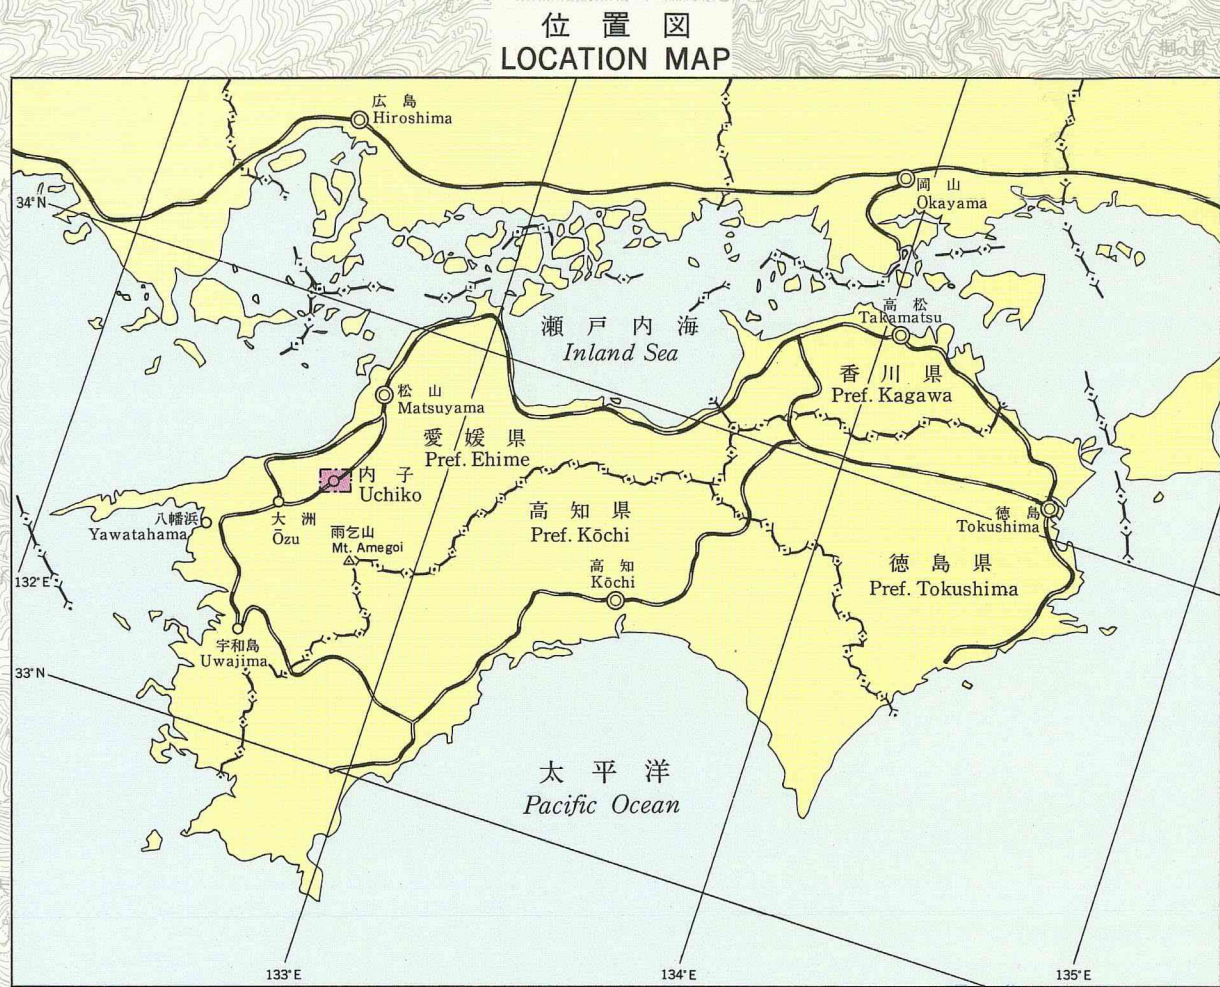 位置図
LOCATION MAP
広島
Hiroshima
岡山
Okayama
34°N
高松
Takamatsu
瀬戸内海
Inland Sea
香川県
Pref. Kagawa
松山
Matsuyama
愛媛県
Pref. Ehime
内子
Uchiko
八幡浜
Yawatahama
大洲
Ōzu
雨乞山
Mt. Amegoi
高知県
Pref. Kōchi
徳島
Tokushima
132°E
高知
Kōchi
徳島県
Pref. Tokushima
宇和島
Uwajima
33°N
太平洋
Pacific Ocean
133°E
134°E
135°E